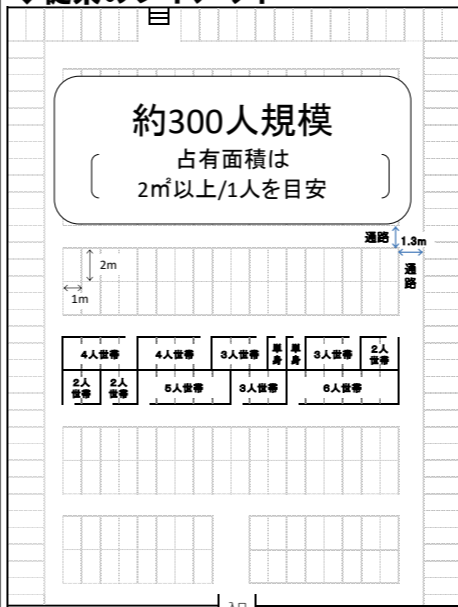 約300人規模
占有面積は
2㎡以上/1人を目安
通路
1.3m
通路
2m
1m
4人世帯
4人世帯
3人世帯
単身
単身
3人世帯
2人世帯
2人世帯
2人世帯
5人世帯
3人世帯
6人世帯